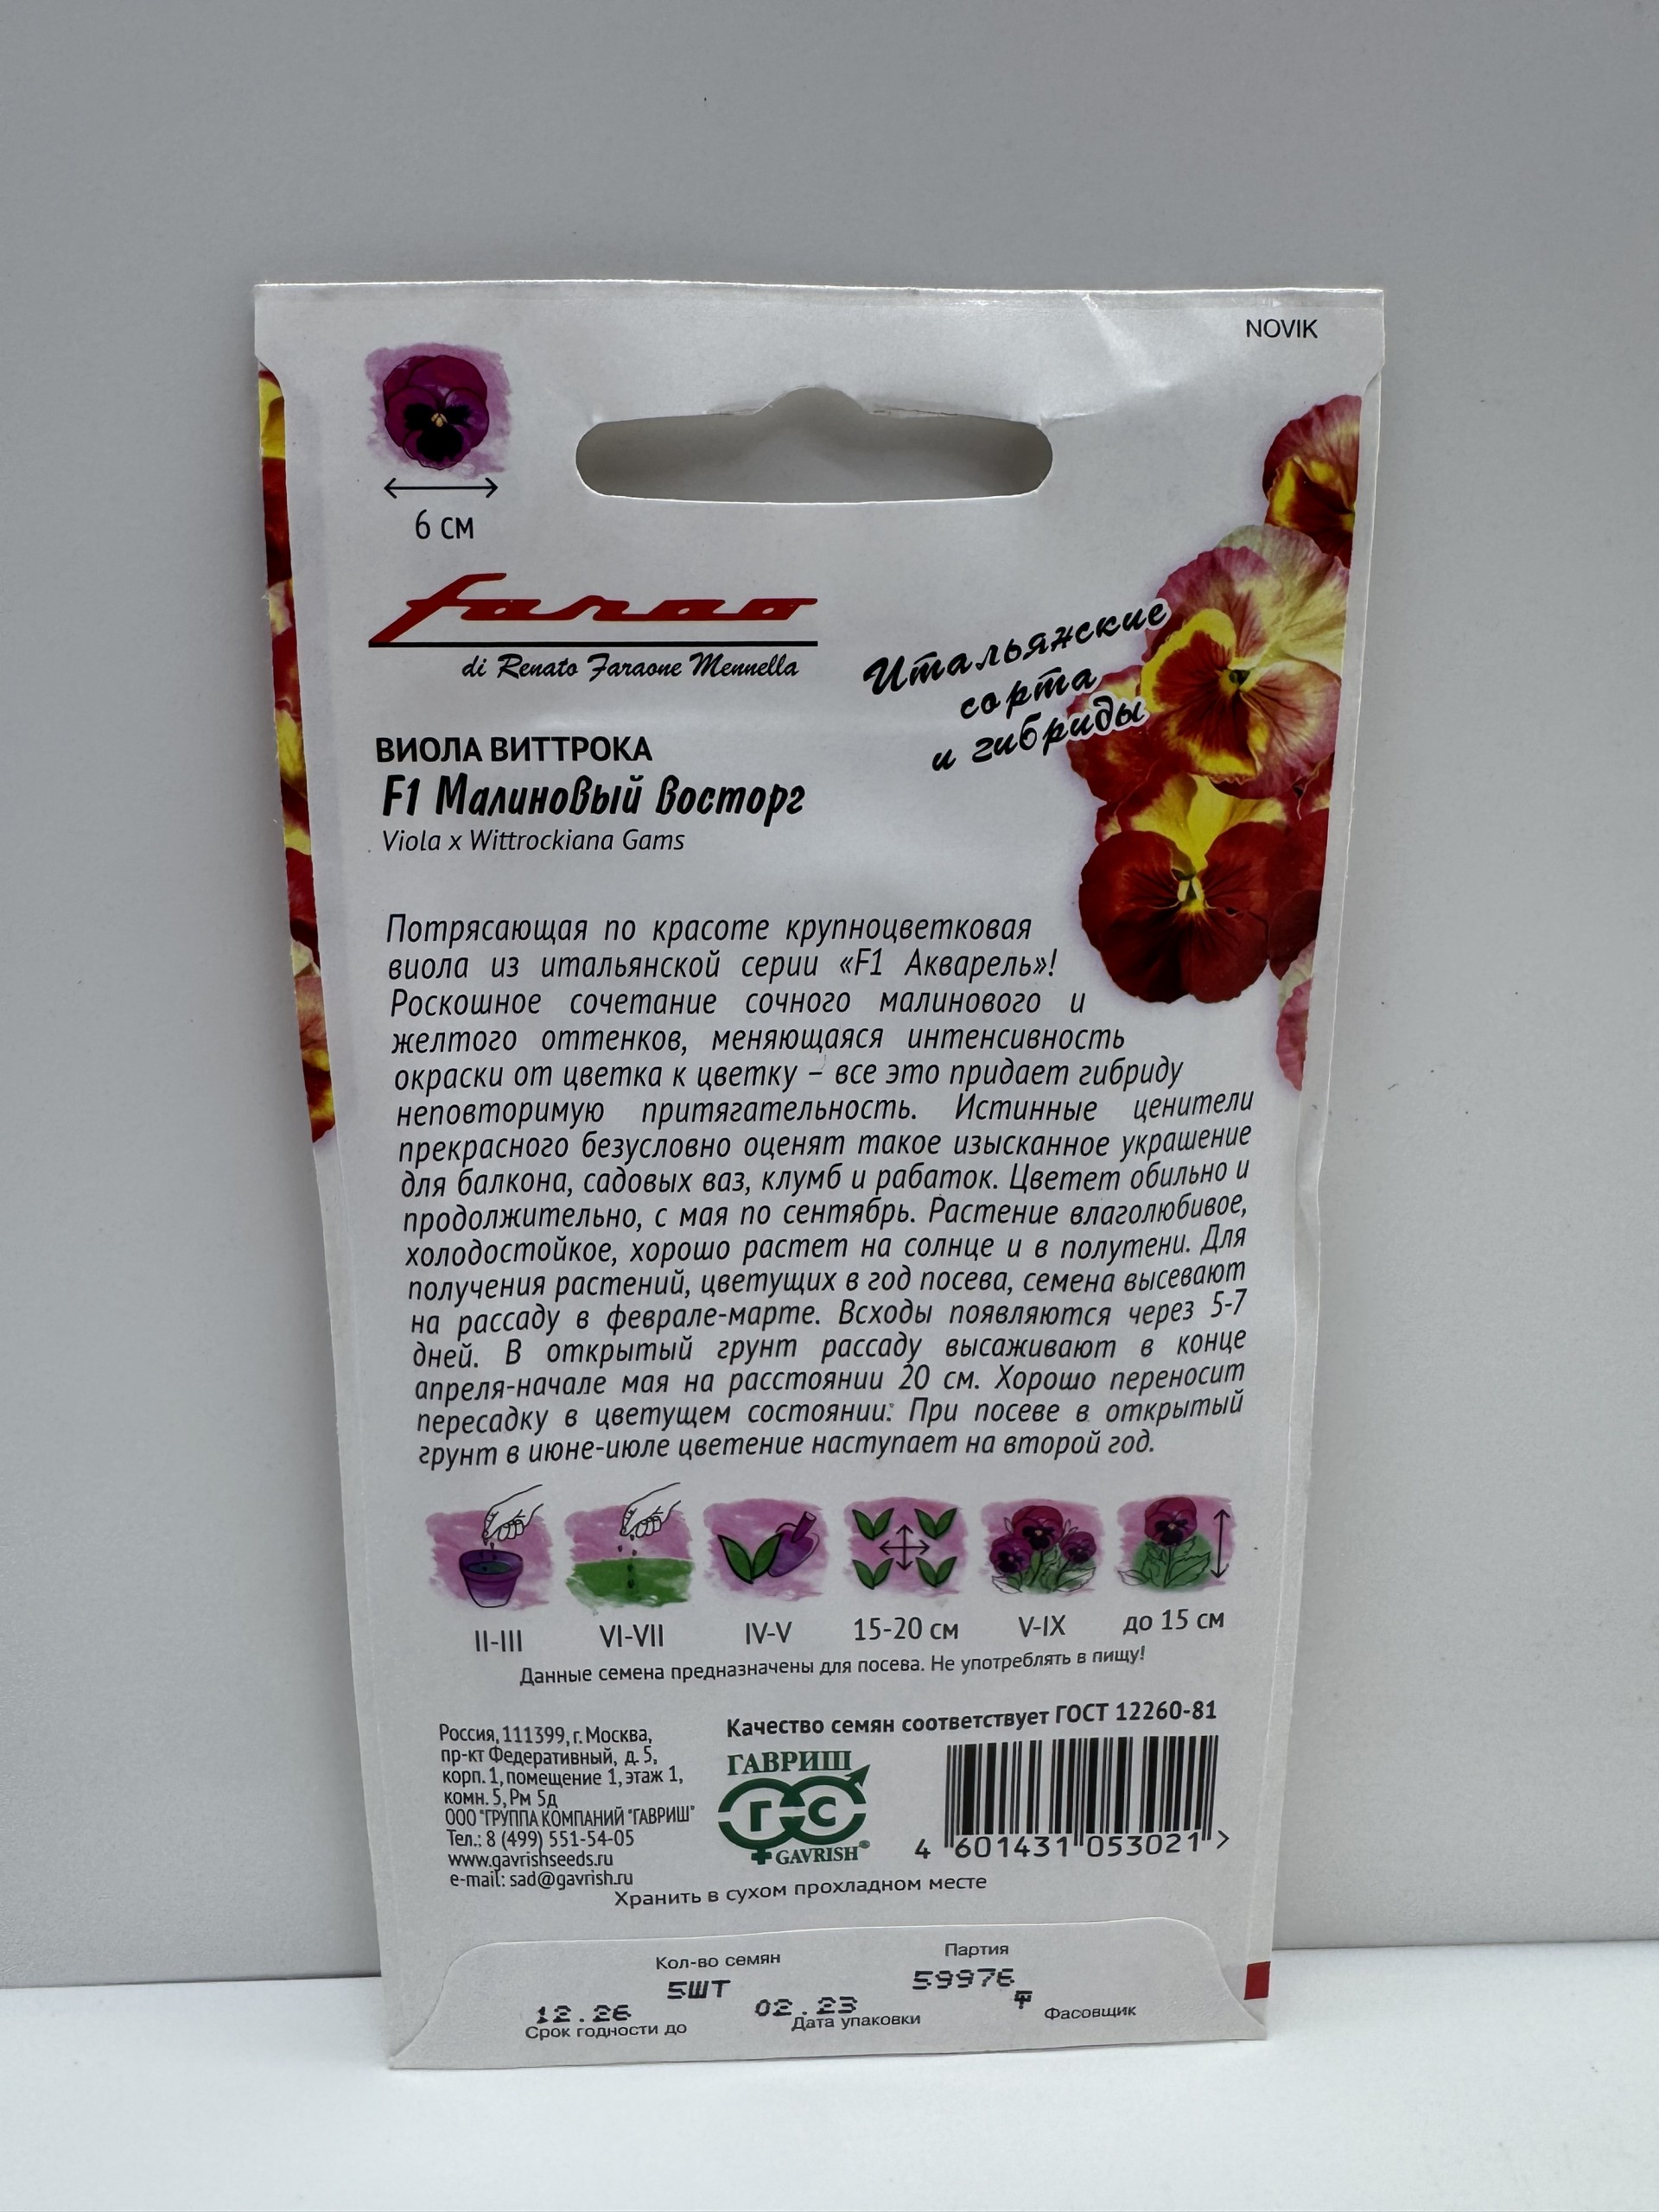 NOVIK
6 см
farao
di Renato Faraone Mennella
Итальянские
сорта
и гибриды
ВИОЛА ВИТТРОКА
F1 Малиновый восторг
Viola x Wittrockiana Gams
Потрясающая по красоте крупноцветковая
виола из итальянской серии «F1 Акварель»!
Роскошное сочетание сочного малинового и
желтого оттенков, меняющаяся интенсивность
окраски от цветка к цветку – все это придает гибриду
неповторимую притягательность. Истинные ценители
прекрасного безусловно оценят такое изысканное украшение
для балкона, садовых ваз, клумб и рабаток. Цветет обильно и
продолжительно, с мая по сентябрь. Растение влаголюбивое,
холодостойкое, хорошо растет на солнце и в полутени. Для
получения растений, цветущих в год посева, семена высевают
на рассаду в феврале-марте. Всходы появляются через 5-7
дней. В открытый грунт рассаду высаживают в конце
апреля-начале мая на расстоянии 20 см. Хорошо переносит
пересадку в цветущем состоянии. При посеве в открытый
грунт в июне-июле цветение наступает на второй год.
II-III VI-VII IV-V 15-20 см V-IX до 15 см
Данные семена предназначены для посева. Не употреблять в пищу!
Качество семян соответствует ГОСТ 12260-81
Россия, 111399, г. Москва,
пр-кт Федеративный, д. 5,
корп. 1, помещение 1, этаж 1,
комн. 5, Рм 5д
ООО "ГРУППА КОМПАНИЙ "ГАВРИШ"
Тел.: 8 (499) 551-54-05
www.gavrishseeds.ru
e-mail: sad@gavrish.ru
ГАВРИШ
Г С
GAVRISH®
4 601431 053021 >
Хранить в сухом прохладном месте
Кол-во семян Партия
5ШТ 59976
12.26 02.23
Срок годности до Дата упаковки Фасовщик